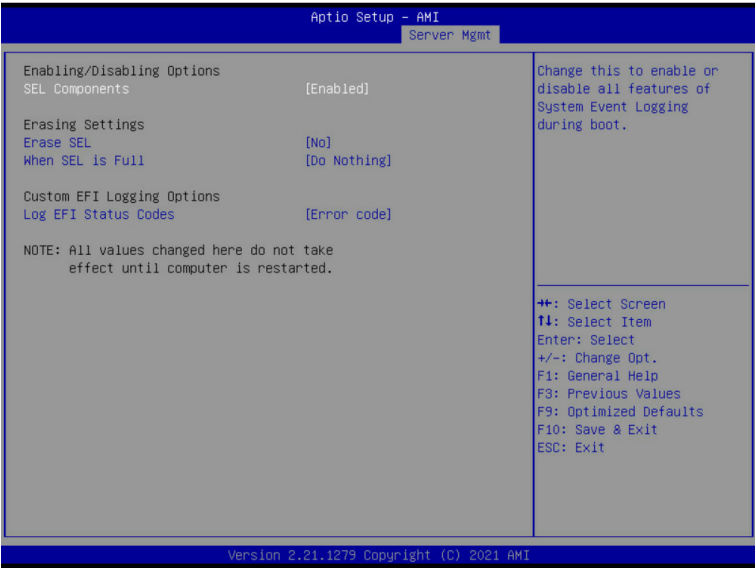 Aptio Setup – AMI
Server Mgmt
Enabling/Disabling Options
SEL Components [Enabled]
Erasing Settings
Erase SEL [No]
When SEL is Full [Do Nothing]
Custom EFI Logging Options
Log EFI Status Codes [Error code]
NOTE: All values changed here do not take
effect until computer is restarted.
Change this to enable or
disable all features of
System Event Logging
during boot.
→←: Select Screen
↑↓: Select Item
Enter: Select
+/-: Change Opt.
F1: General Help
F3: Previous Values
F9: Optimized Defaults
F10: Save & Exit
ESC: Exit
Version 2.21.1279 Copyright (C) 2021 AMI